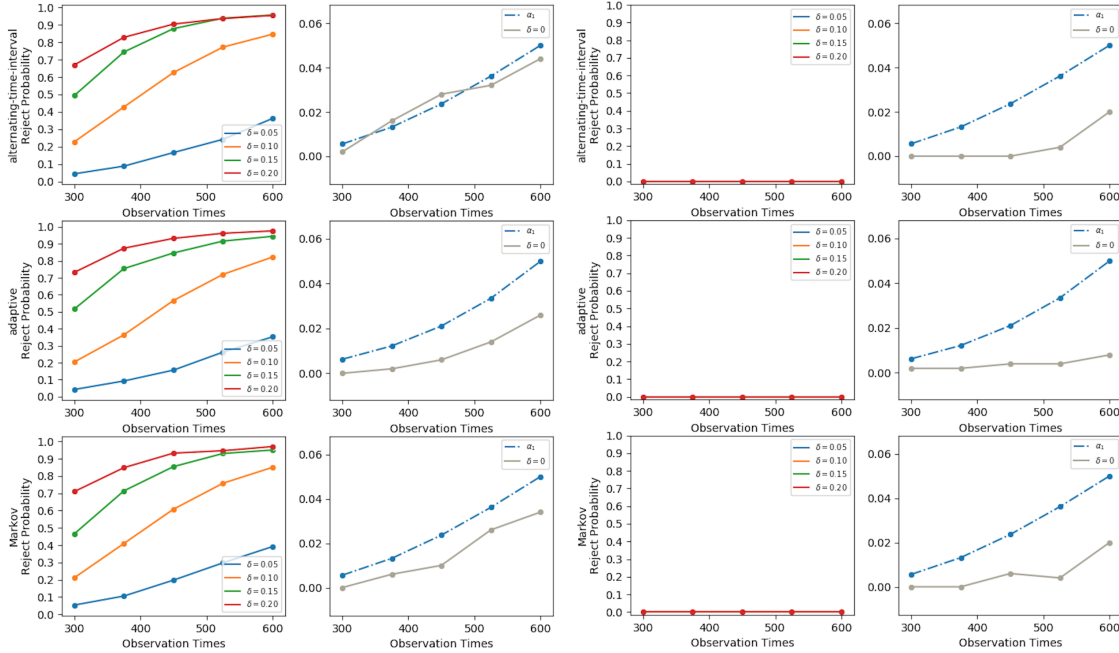 alternating-time-interval
Reject Probability
1.0
0.9
0.8
0.7
0.6
0.5
0.4
0.3
0.2
0.1
0.0
δ = 0.05
δ = 0.10
δ = 0.15
δ = 0.20
300 400 500 600
Observation Times
0.06
0.04
0.02
0.00
α₁
δ = 0
300 400 500 600
Observation Times
alternating-time-interval
Reject Probability
1.0
0.9
0.8
0.7
0.6
0.5
0.4
0.3
0.2
0.1
0.0
δ = 0.05
δ = 0.10
δ = 0.15
δ = 0.20
300 400 500 600
Observation Times
0.06
0.04
0.02
0.00
α₁
δ = 0
300 400 500 600
Observation Times
adaptive
Reject Probability
1.0
0.9
0.8
0.7
0.6
0.5
0.4
0.3
0.2
0.1
0.0
δ = 0.05
δ = 0.10
δ = 0.15
δ = 0.20
300 400 500 600
Observation Times
0.06
0.04
0.02
0.00
α₁
δ = 0
300 400 500 600
Observation Times
adaptive
Reject Probability
1.0
0.9
0.8
0.7
0.6
0.5
0.4
0.3
0.2
0.1
0.0
δ = 0.05
δ = 0.10
δ = 0.15
δ = 0.20
300 400 500 600
Observation Times
0.06
0.04
0.02
0.00
α₁
δ = 0
300 400 500 600
Observation Times
Markov
Reject Probability
1.0
0.9
0.8
0.7
0.6
0.5
0.4
0.3
0.2
0.1
0.0
δ = 0.05
δ = 0.10
δ = 0.15
δ = 0.20
300 400 500 600
Observation Times
0.06
0.04
0.02
0.00
α₁
δ = 0
300 400 500 600
Observation Times
Markov
Reject Probability
1.0
0.9
0.8
0.7
0.6
0.5
0.4
0.3
0.2
0.1
0.0
δ = 0.05
δ = 0.10
δ = 0.15
δ = 0.20
300 400 500 600
Observation Times
0.06
0.04
0.02
0.00
α₁
δ = 0
300 400 500 600
Observation Times